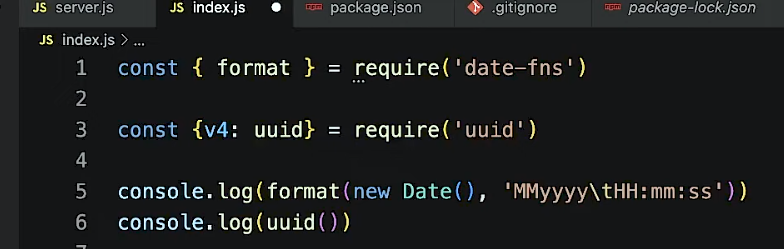 JS server.js JS index.js package.json .gitignore package-lock.json
JS index.js > ...
1 const { format } = require('date-fns')
2
3 const {v4: uuid} = require('uuid')
4
5 console.log(format(new Date(), 'MMyyyy\tHH:mm:ss'))
6 console.log(uuid())